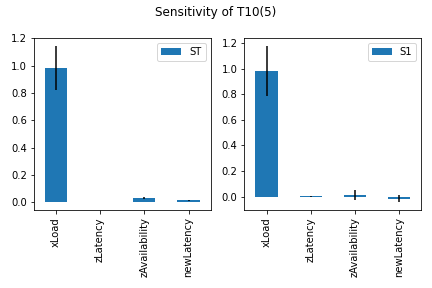 Sensitivity of T10(5)
1.2
1.0
0.8
0.6
0.4
0.2
0.0
ST
xLoad
zLatency
zAvailability
newLatency
1.2
1.0
0.8
0.6
0.4
0.2
0.0
S1
xLoad
zLatency
zAvailability
newLatency